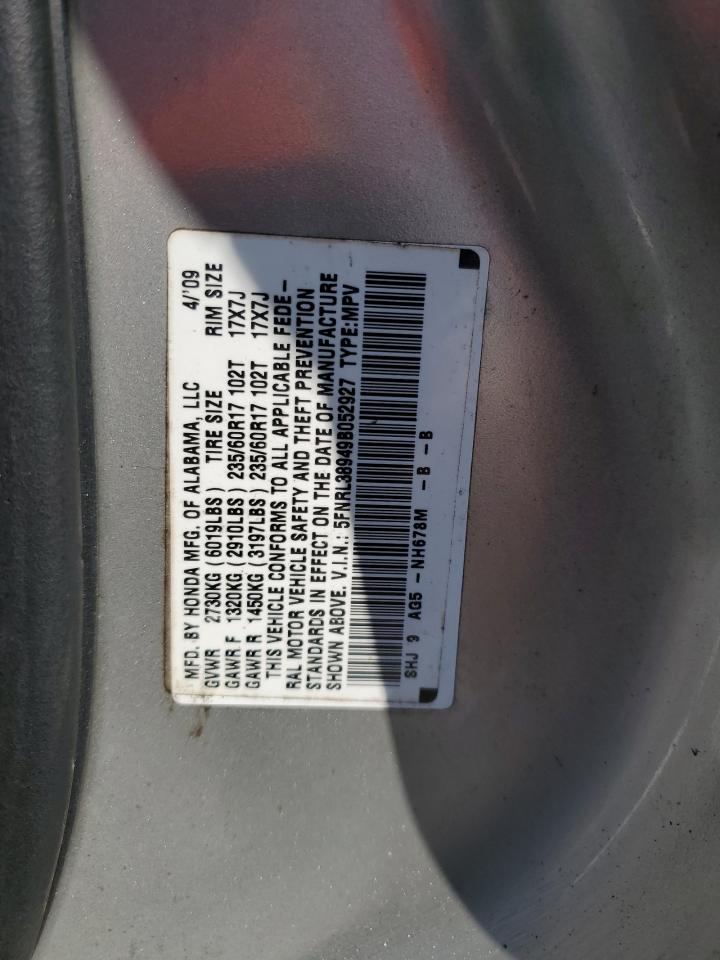 MFD. BY HONDA MFG. OF ALABAMA, LLC 4/'09
GVWR 2730KG (6019LBS) TIRE SIZE RIM SIZE
GAWR F 1320KG (2910LBS) 235/60R17 102T 17X7J
GAWR R 1450KG (3197LBS) 235/60R17 102T 17X7J
THIS VEHICLE CONFORMS TO ALL APPLICABLE FEDE-
RAL MOTOR VEHICLE SAFETY AND THEFT PREVENTION
STANDARDS IN EFFECT ON THE DATE OF MANUFACTURE
SHOWN ABOVE. V.I.N.: 5FNRL38949B052927 TYPE:MPV
SHJ 9 AG5 -NH678M -B -B